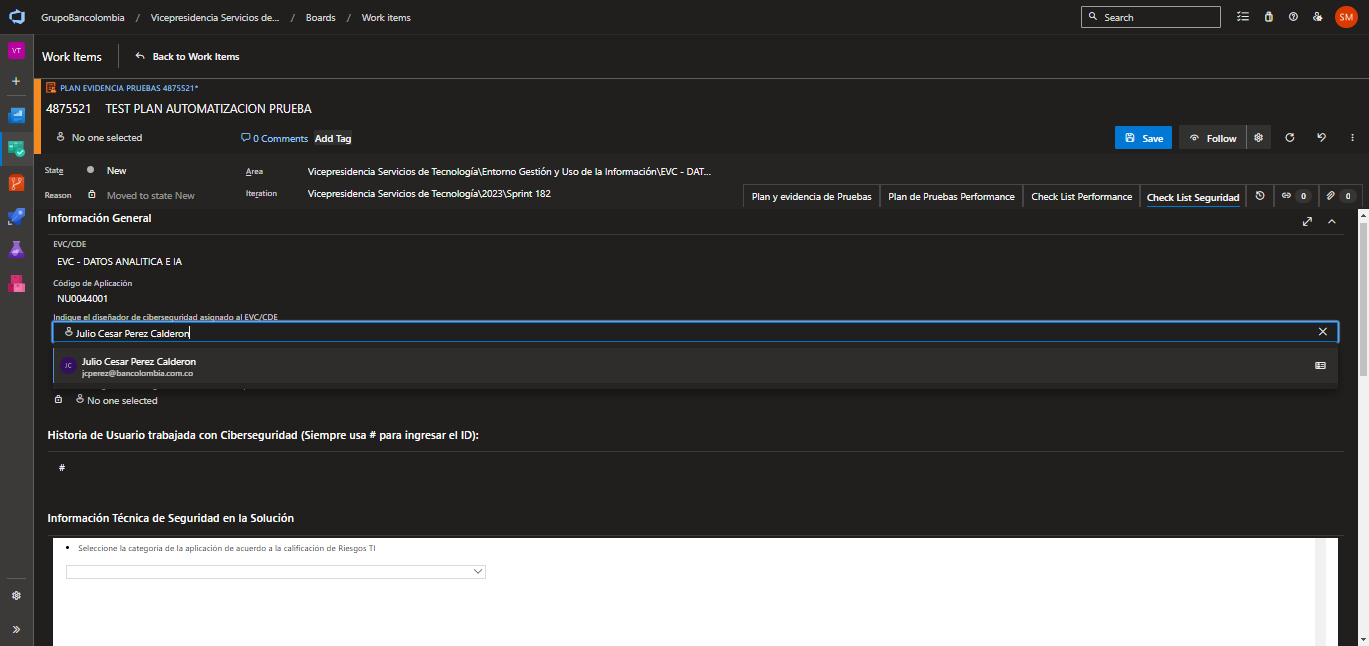 GrupoBancolombia / Vicepresidencia Servicios de... / Boards / Work items
Search
SM
VT
Work Items
Back to Work Items
PLAN EVIDENCIA PRUEBAS 4875521*
4875521 TEST PLAN AUTOMATIZACION PRUEBA
No one selected
0 Comments
Add Tag
Save
Follow
State New
Area Vicepresidencia Servicios de Tecnología\Entorno Gestión y Uso de la Información\EVC - DAT...
Reason Moved to state New
Iteration Vicepresidencia Servicios de Tecnología\2023\Sprint 182
Plan y evidencia de Pruebas
Plan de Pruebas Performance
Check List Performance
Check List Seguridad
0
0
Información General
EVC/CDE
EVC - DATOS ANALITICA E IA
Código de Aplicación
NU0044001
Indique el diseñador de ciberseguridad asignado al EVC/CDE
Julio Cesar Perez Calderon
JC
Julio Cesar Perez Calderon
jcperez@bancolombia.com.co
No one selected
Historia de Usuario trabajada con Ciberseguridad (Siempre usa # para ingresar el ID):
#
Información Técnica de Seguridad en la Solución
• Seleccione la categoria de la aplicación de acuerdo a la calificación de Riesgos TI